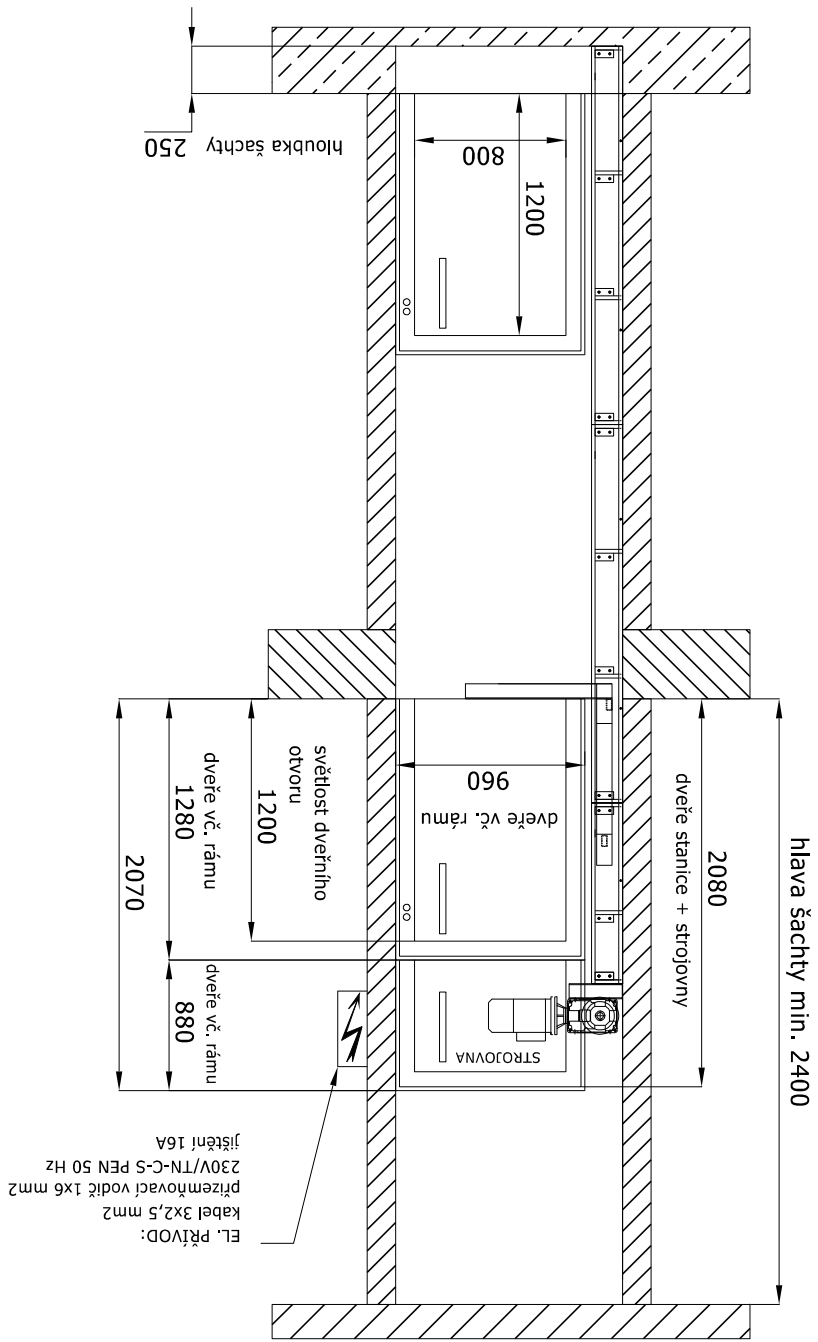 hloubka šachty 250
800
1200
světlost dveřního
otvoru
1200
960
dveře vč. rámu
dveře vč. rámu
1280
2070
dveře vč. rámu
880
2080
dveře stanice + strojovny
hlava šachty min. 2400
STROJOVNA
EL. PŘÍVOD:
kabel 3x2,5 mm2
přizemňovací vodič 1x6 mm2
230V/TN-C-S PEN 50 Hz
jištění 16A